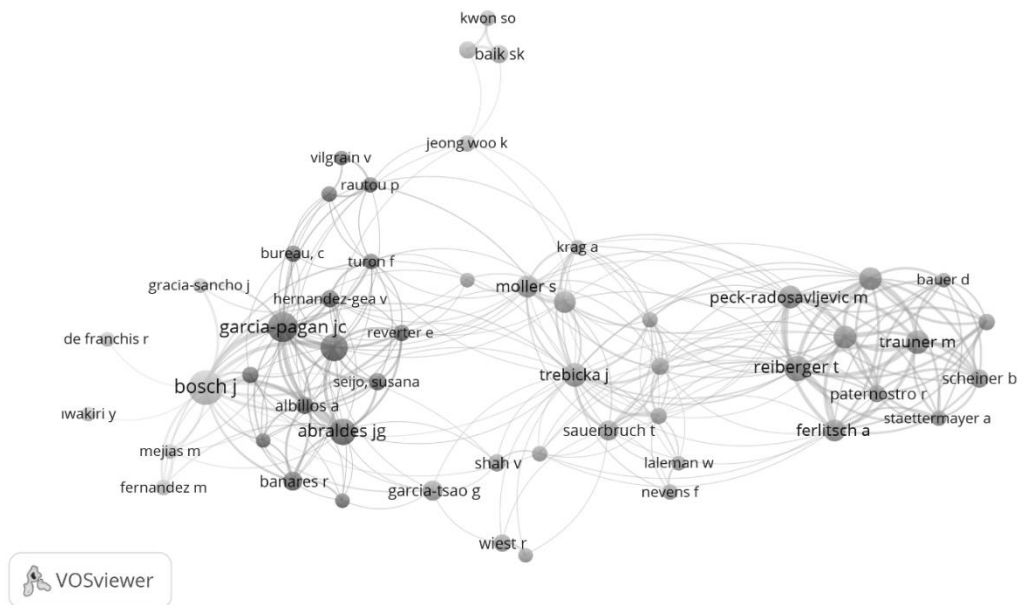 kwon so
baik sk
jeong woo k
vilgrain v
rautou p
krag a
bureau, c
turon f
gracia-sancho j
hernandez-gea v
moller s
peck-radosavljevic m
bauer d
garcia-pagan jc
reverter e
de franchis r
trauner m
bosch j
seijo, susana
trebicka j
reiberger t
scheiner b
paternostro r
albillos a
ıwakiri y
staettermayer a
abraldes jg
sauerbruch t
ferlitsch a
mejias m
shah v
laleman w
fernandez m
banares r
garcia-tsao g
nevens f
wiest r
VOSviewer